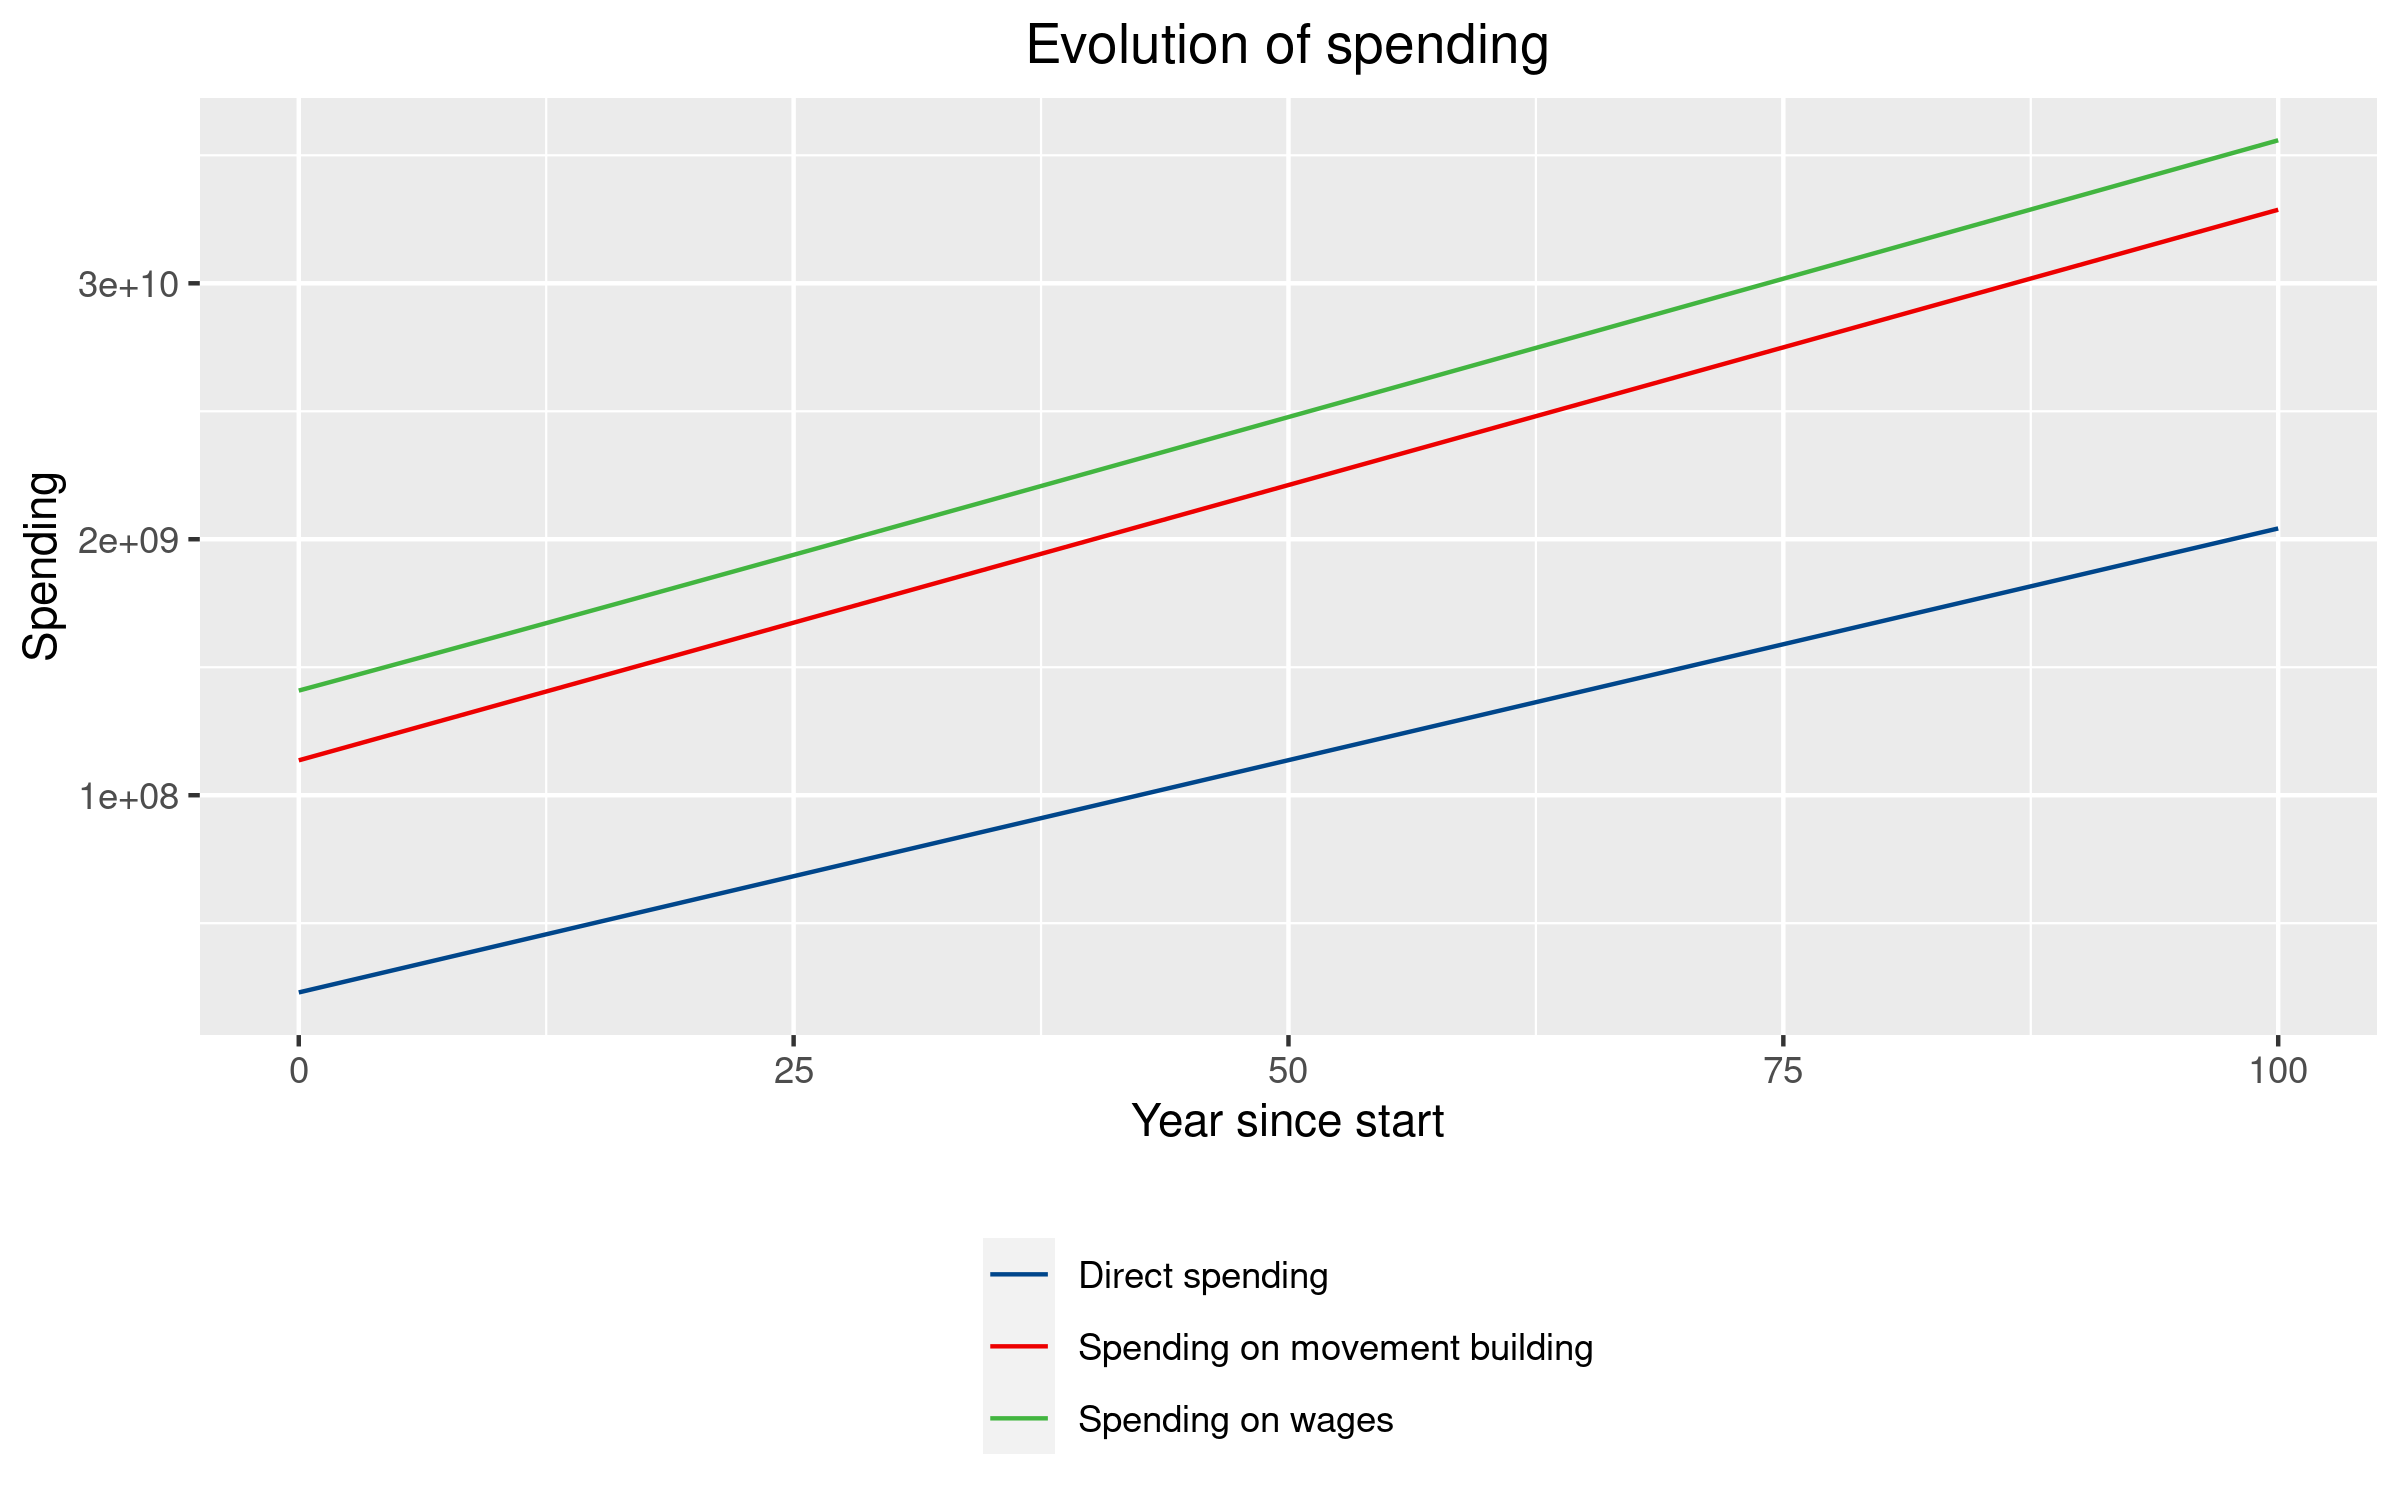 Evolution of spending
Spending
3e+10
2e+09
1e+08
0 25 50 75 100
Year since start
Direct spending
Spending on movement building
Spending on wages